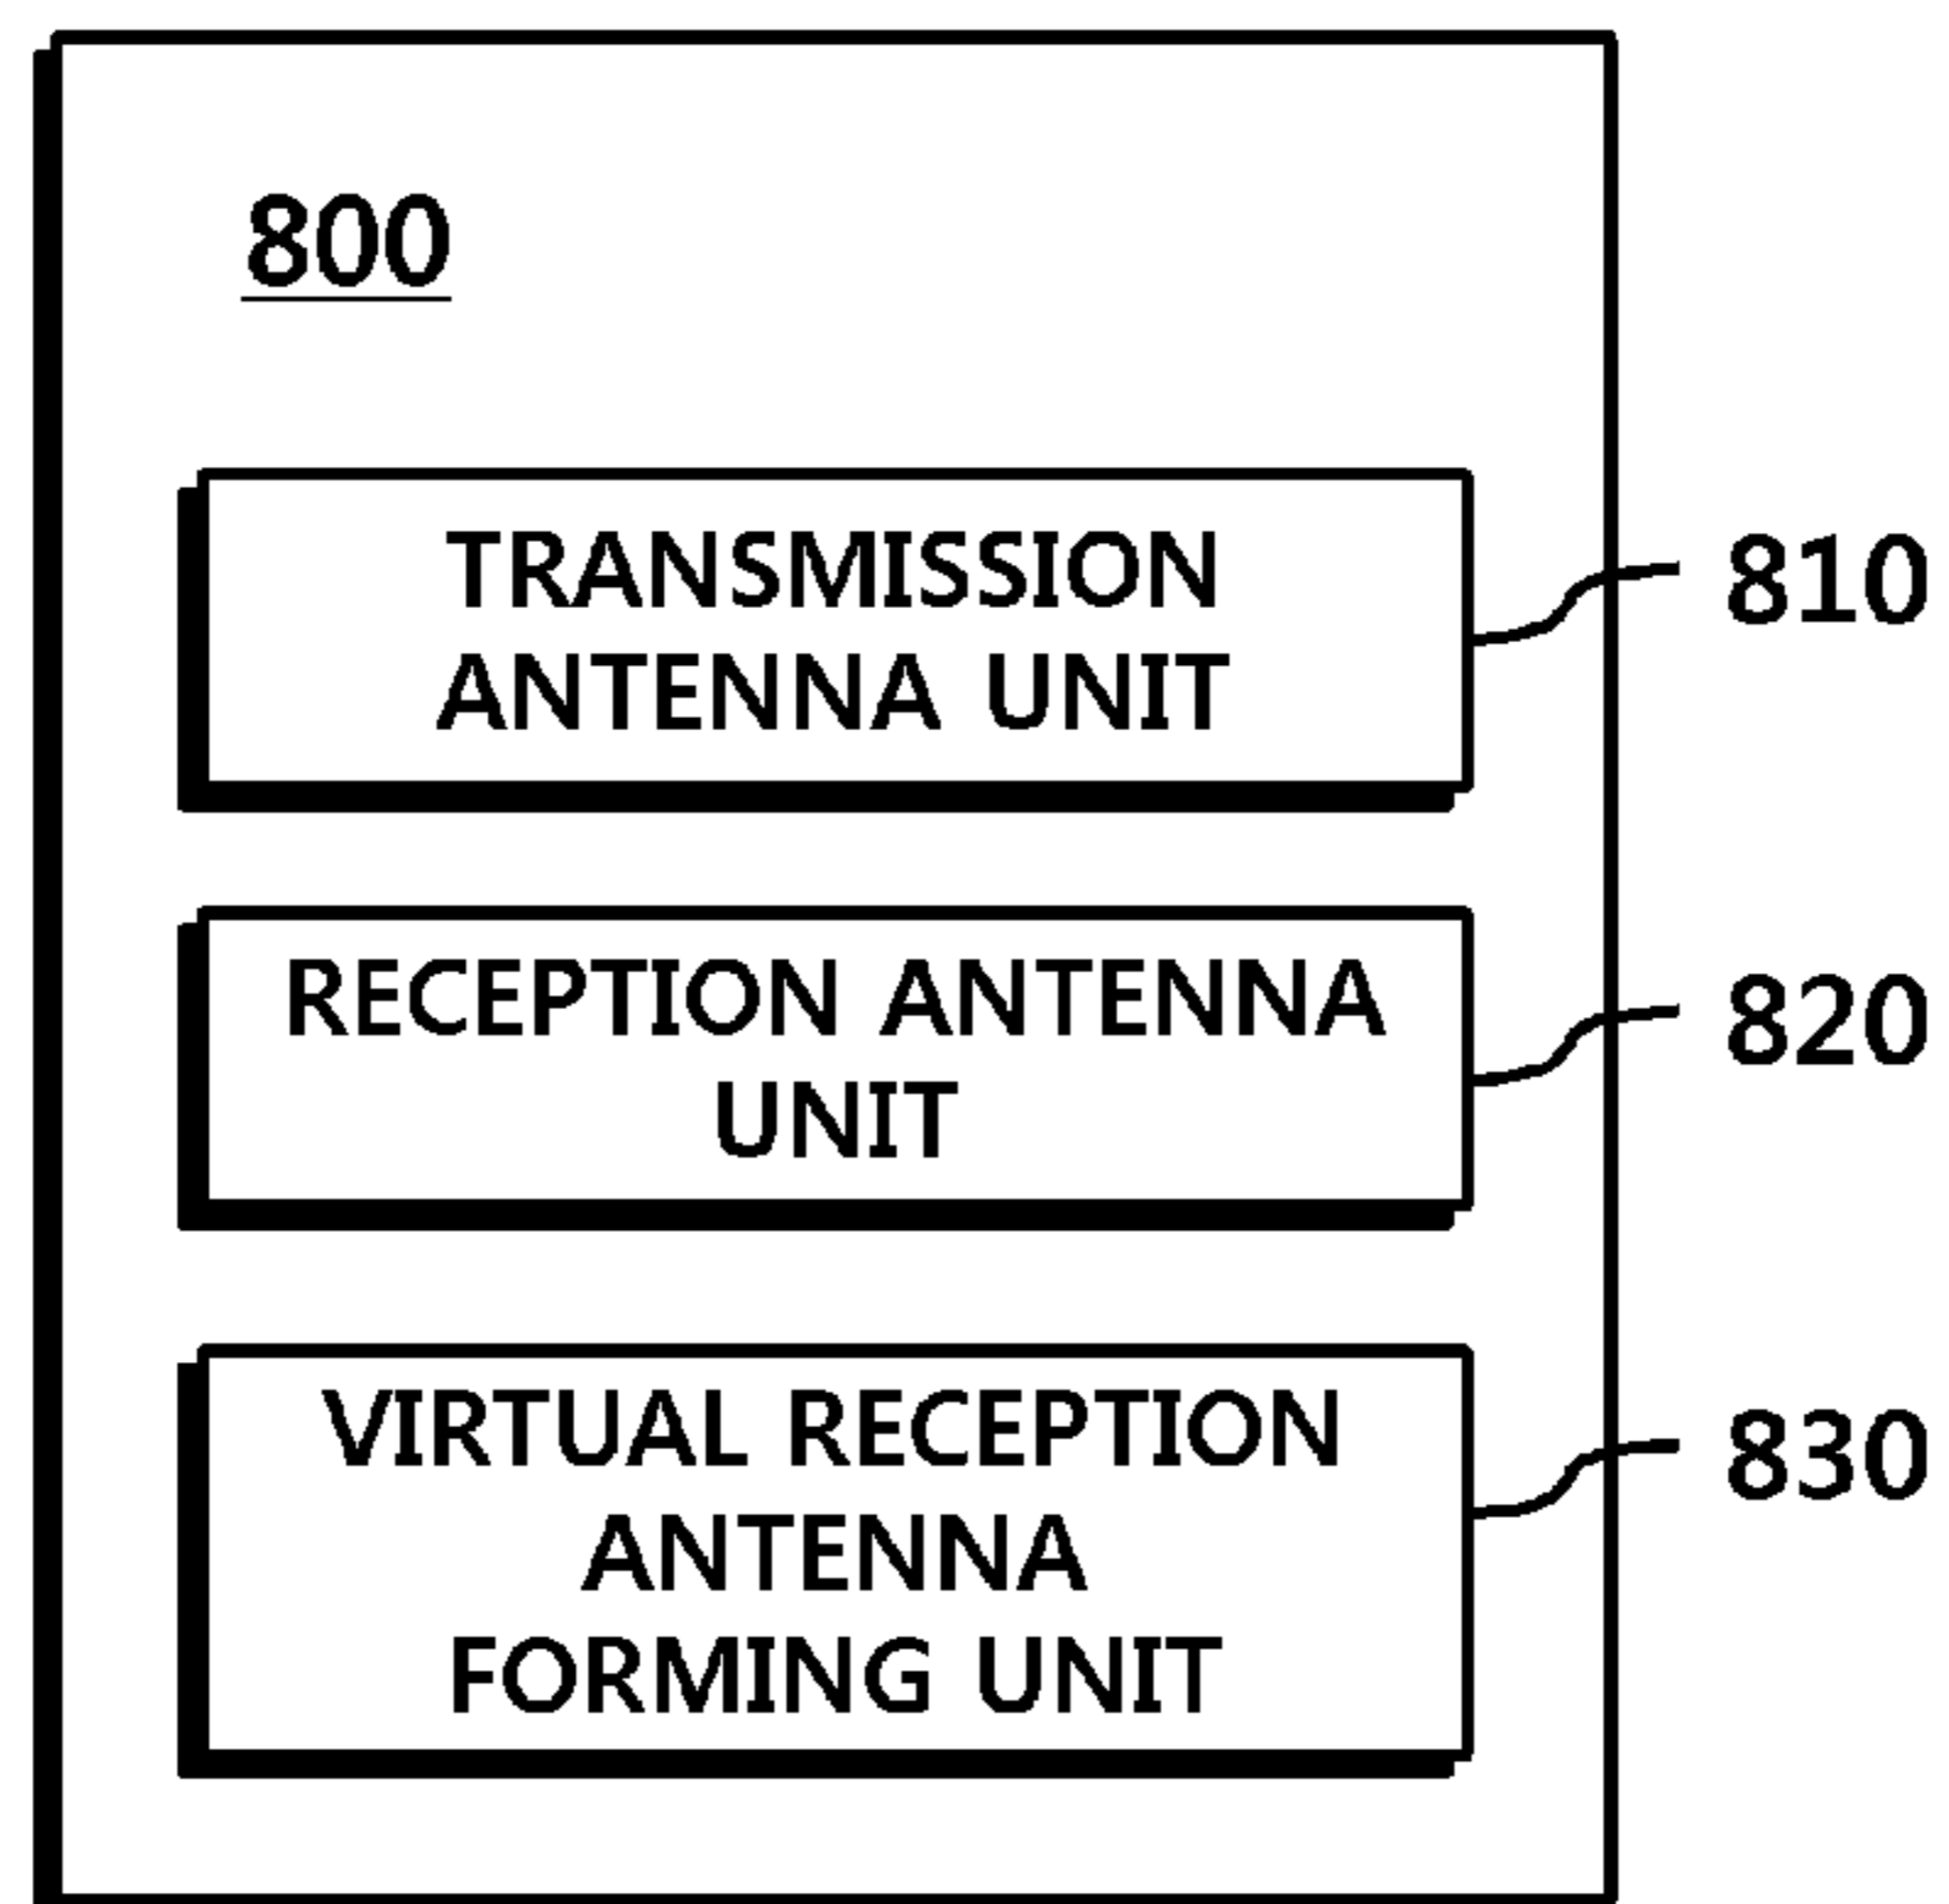 800
TRANSMISSION
ANTENNA UNIT
810
RECEPTION ANTENNA
UNIT
820
VIRTUAL RECEPTION
ANTENNA
FORMING UNIT
830